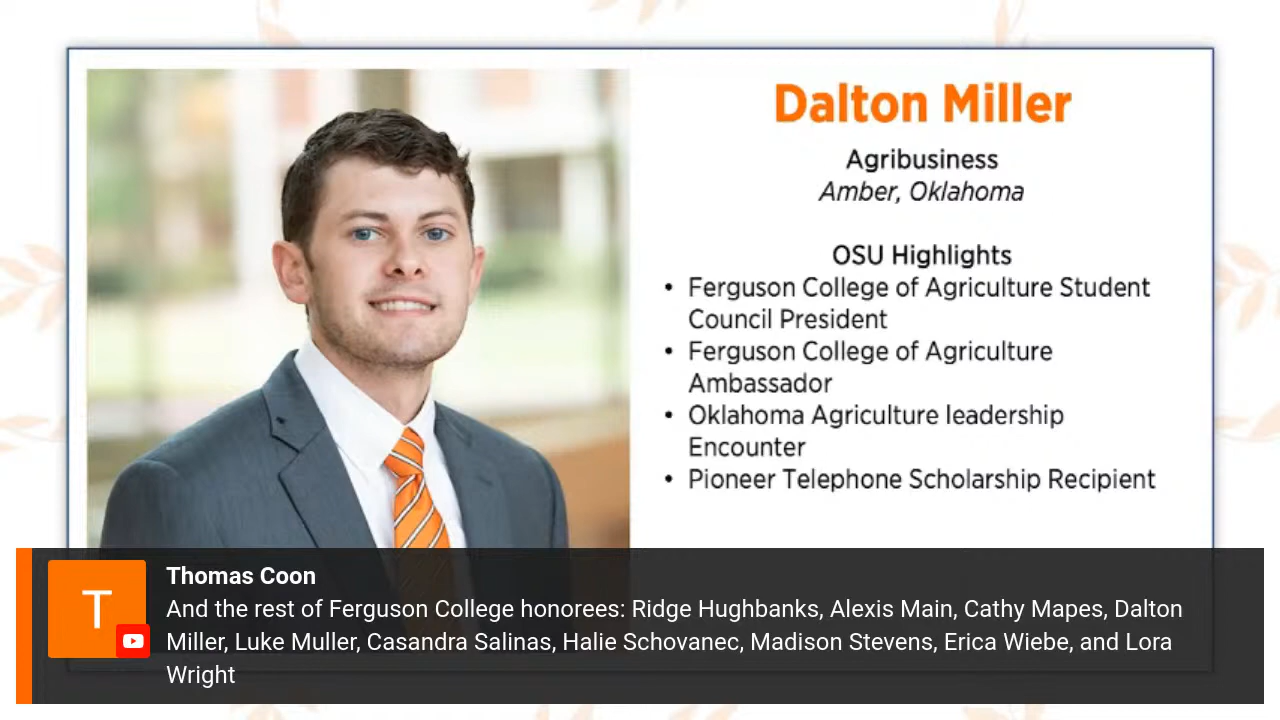 Dalton Miller
Agribusiness
Amber, Oklahoma
OSU Highlights
• Ferguson College of Agriculture Student
Council President
• Ferguson College of Agriculture
Ambassador
• Oklahoma Agriculture leadership
Encounter
• Pioneer Telephone Scholarship Recipient
T
Thomas Coon
And the rest of Ferguson College honorees: Ridge Hughbanks, Alexis Main, Cathy Mapes, Dalton
Miller, Luke Muller, Casandra Salinas, Halie Schovanec, Madison Stevens, Erica Wiebe, and Lora
Wright